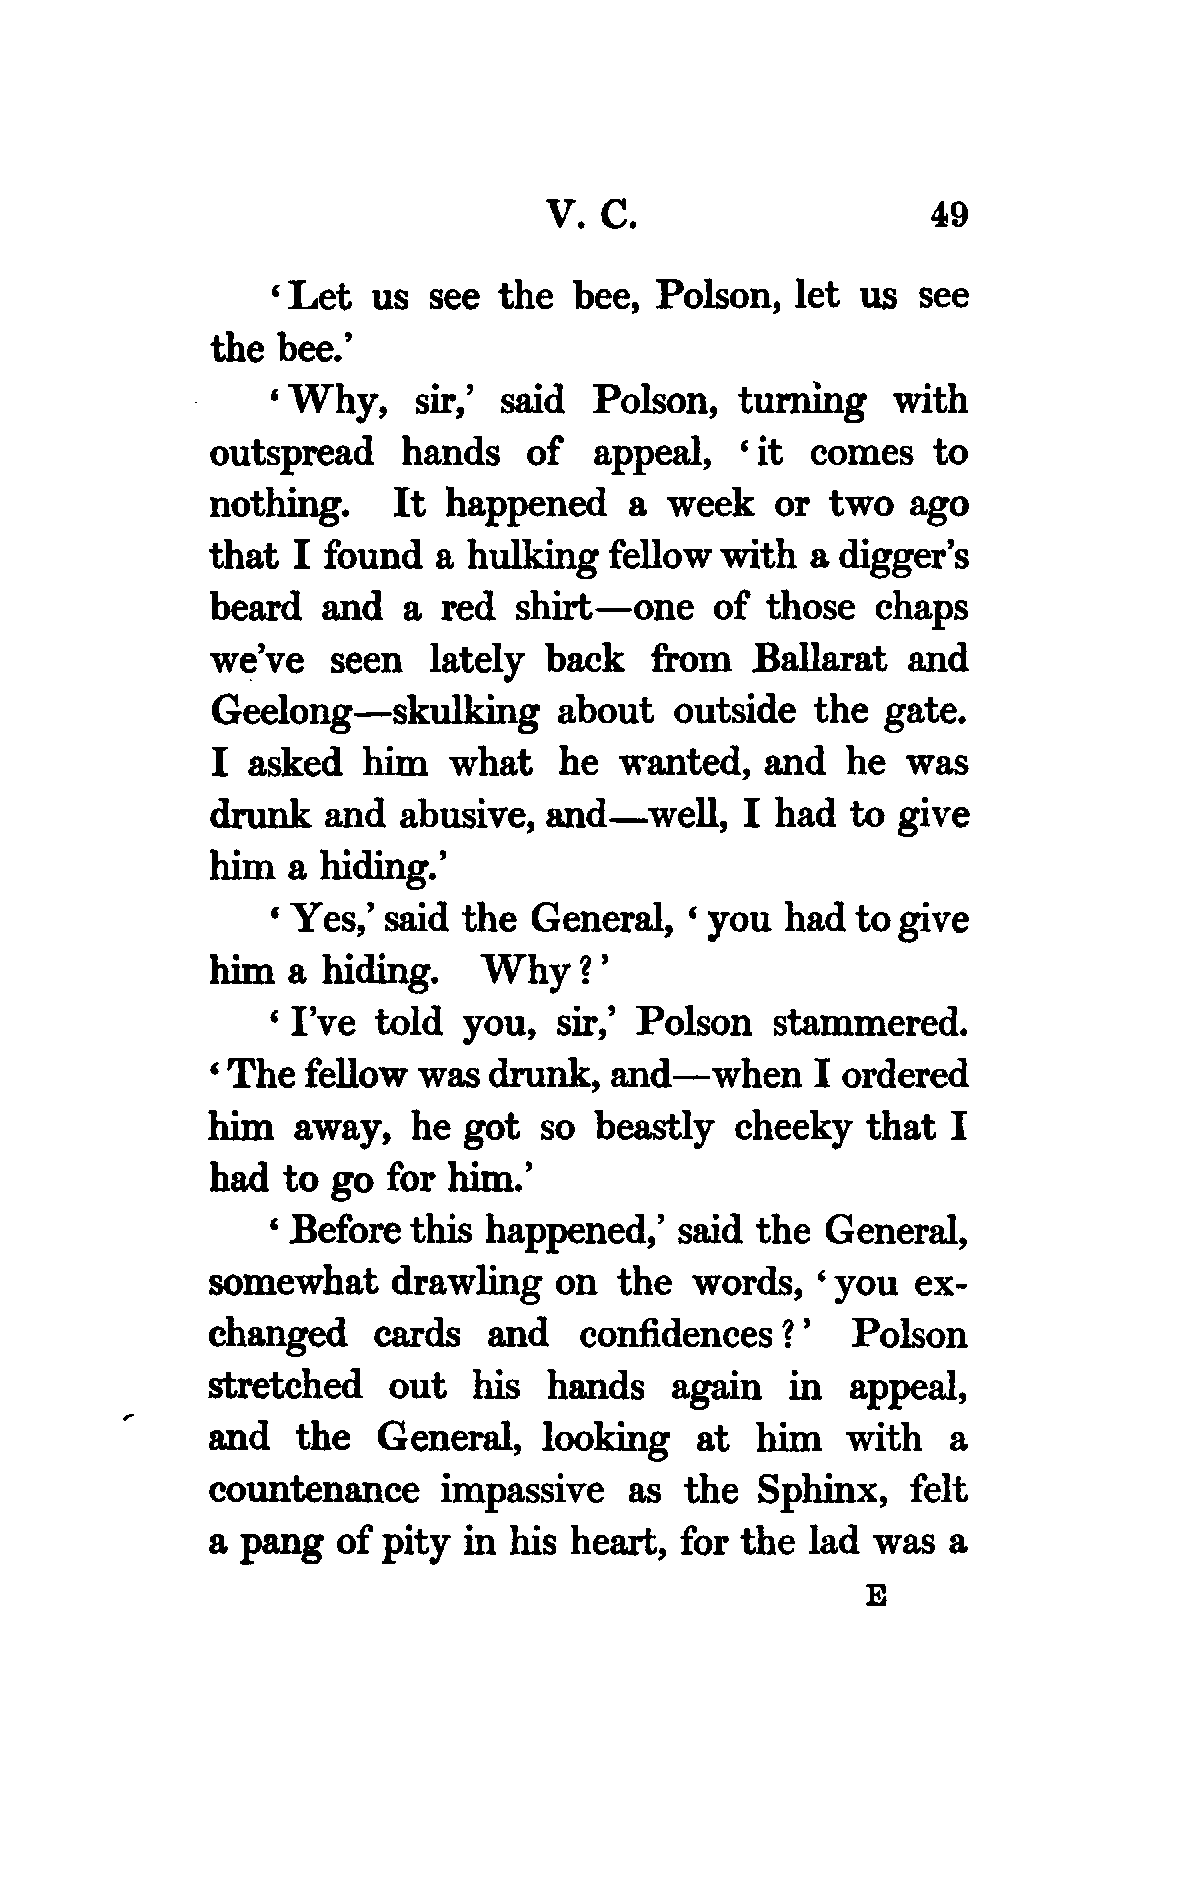 V. C. 49
‘Let us see the bee, Polson, let us see
the bee.’
‘Why, sir,’ said Polson, turning with
outspread hands of appeal, ‘it comes to
nothing. It happened a week or two ago
that I found a hulking fellow with a digger’s
beard and a red shirt—one of those chaps
we’ve seen lately back from Ballarat and
Geelong—skulking about outside the gate.
I asked him what he wanted, and he was
drunk and abusive, and—well, I had to give
him a hiding.’
‘Yes,’ said the General, ‘you had to give
him a hiding. Why?’
‘I’ve told you, sir,’ Polson stammered.
‘The fellow was drunk, and—when I ordered
him away, he got so beastly cheeky that I
had to go for him.’
‘Before this happened,’ said the General,
somewhat drawling on the words, ‘you ex-
changed cards and confidences?’ Polson
stretched out his hands again in appeal,
and the General, looking at him with a
countenance impassive as the Sphinx, felt
a pang of pity in his heart, for the lad was a
E